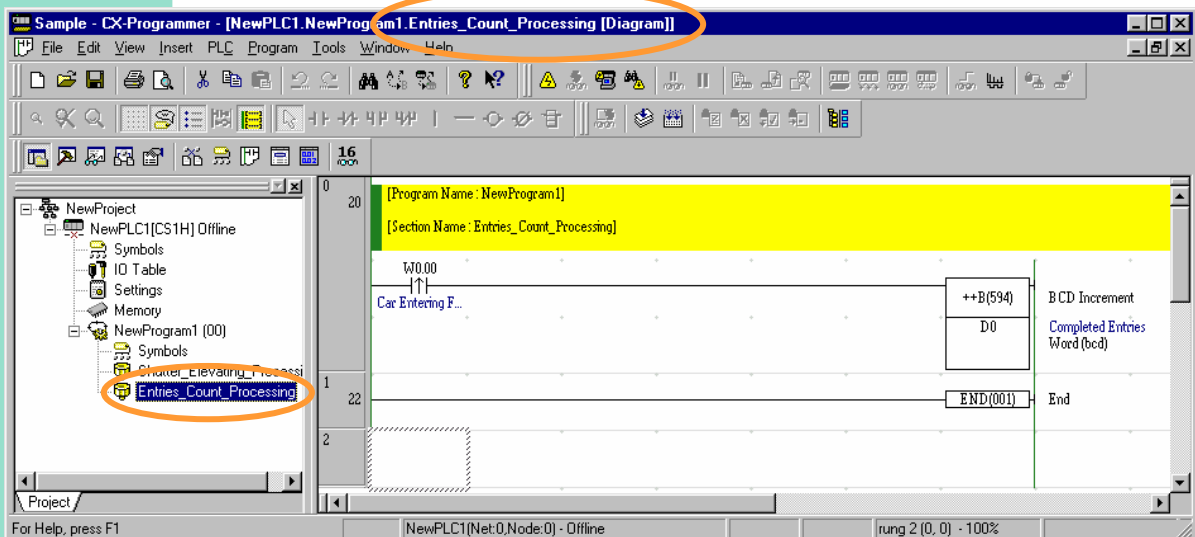 Sample - CX-Programmer - [NewPLC1.NewProgram1.Entries_Count_Processing [Diagram]]
File Edit View Insert PLC Program Tools Window Help
16
NewProject
NewPLC1[CS1H] Offline
Symbols
IO Table
Settings
Memory
NewProgram1 (00)
Symbols
Shutter_Elevating_Processi
Entries_Count_Processing
Project
0
20
[Program Name : NewProgram1]
[Section Name : Entries_Count_Processing]
W0.00
Car Entering F...
++B(594)
BCD Increment
D0
Completed Entries
Word (bcd)
1
22
END(001)
End
2
For Help, press F1
NewPLC1(Net:0,Node:0) - Offline
rung 2 (0, 0) - 100%